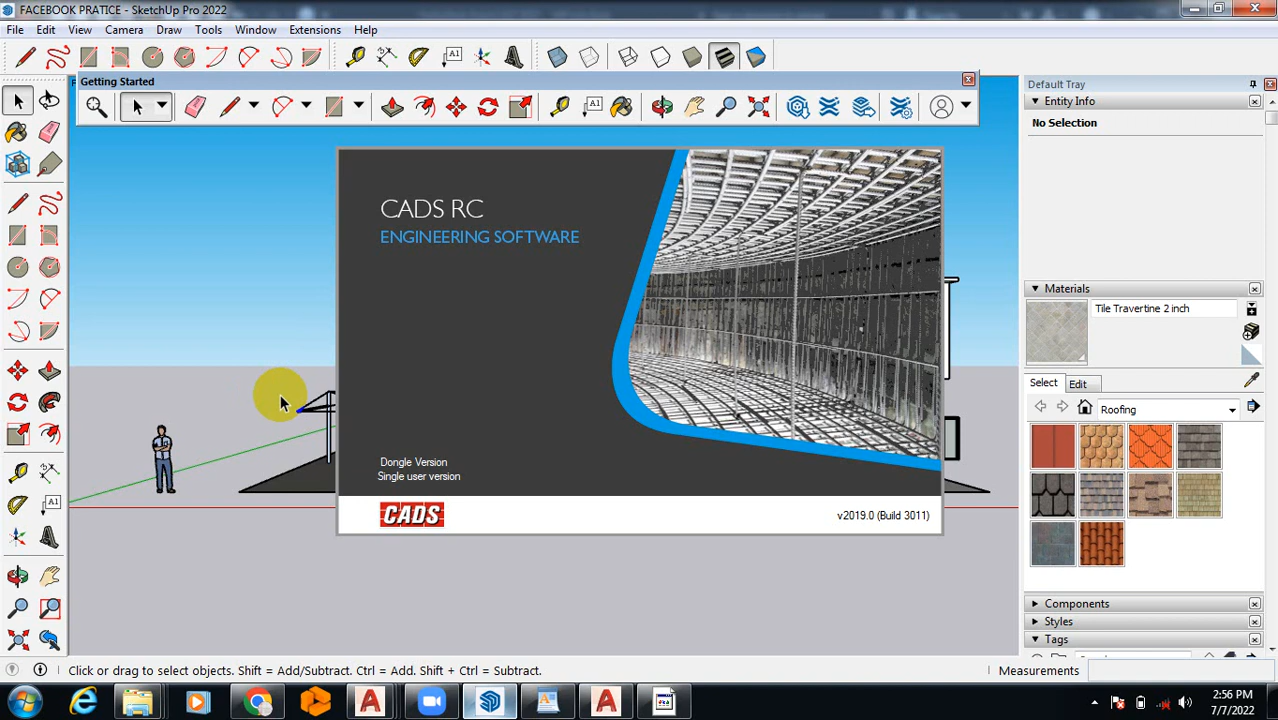 FACEBOOK PRATICE - SketchUp Pro 2022
File Edit View Camera Draw Tools Window Extensions Help
A1
Getting Started
A1
Default Tray
Entity Info
No Selection
CADS RC
ENGINEERING SOFTWARE
Dongle Version
Single user version
CADS
v2019.0 (Build 3011)
Materials
Tile Travertine 2 inch
Select Edit
Roofing
A1
Components
Styles
Tags
Click or drag to select objects. Shift = Add/Subtract. Ctrl = Add. Shift + Ctrl = Subtract.
Measurements
2:56 PM
7/7/2022